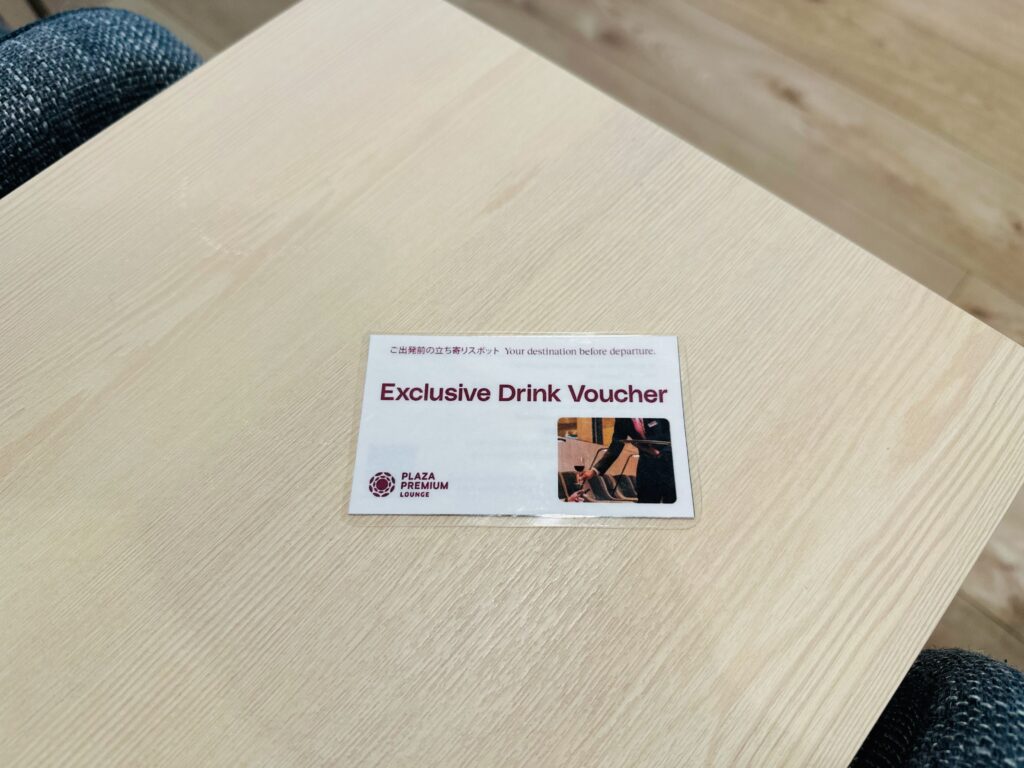 ご出発前の立ち寄りスポット Your destination before departure.
Exclusive Drink Voucher
PLAZA
PREMIUM
LOUNGE